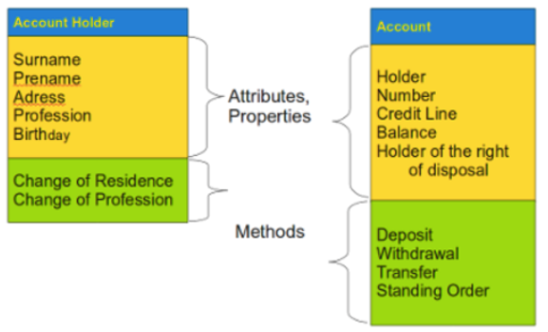 Account Holder
Surname
Prename
Adress
Profession
Birthday
Change of Residence
Change of Profession
Attributes,
Properties
Methods
Account
Holder
Number
Credit Line
Balance
Holder of the right
of disposal
Deposit
Withdrawal
Transfer
Standing Order